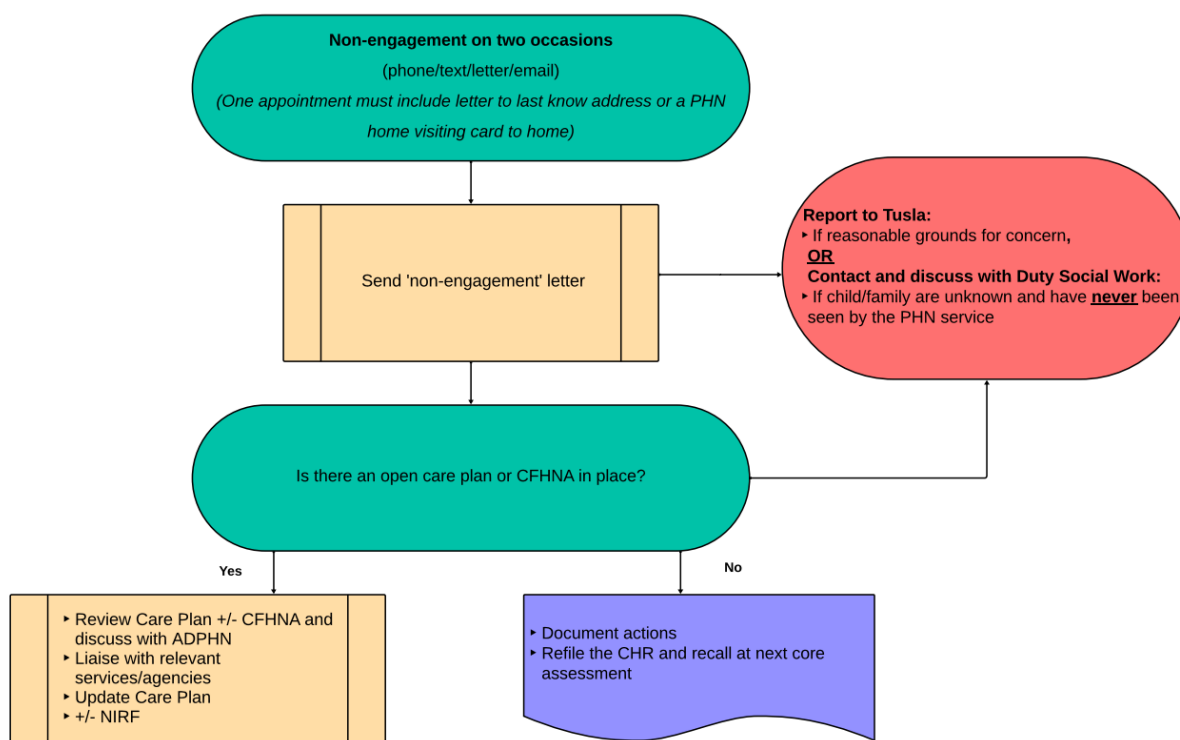 Non-engagement on two occasions
(phone/text/letter/email)
(One appointment must include letter to last know address or a PHN
home visiting card to home)
Send 'non-engagement' letter
Report to Tusla:
‣ If reasonable grounds for concern,
OR
Contact and discuss with Duty Social Work:
‣ If child/family are unknown and have never been
seen by the PHN service
Is there an open care plan or CFHNA in place?
Yes
No
‣ Review Care Plan +/- CFHNA and
discuss with ADPHN
‣ Liaise with relevant
services/agencies
‣ Update Care Plan
‣ +/- NIRF
‣ Document actions
‣ Refile the CHR and recall at next core
assessment